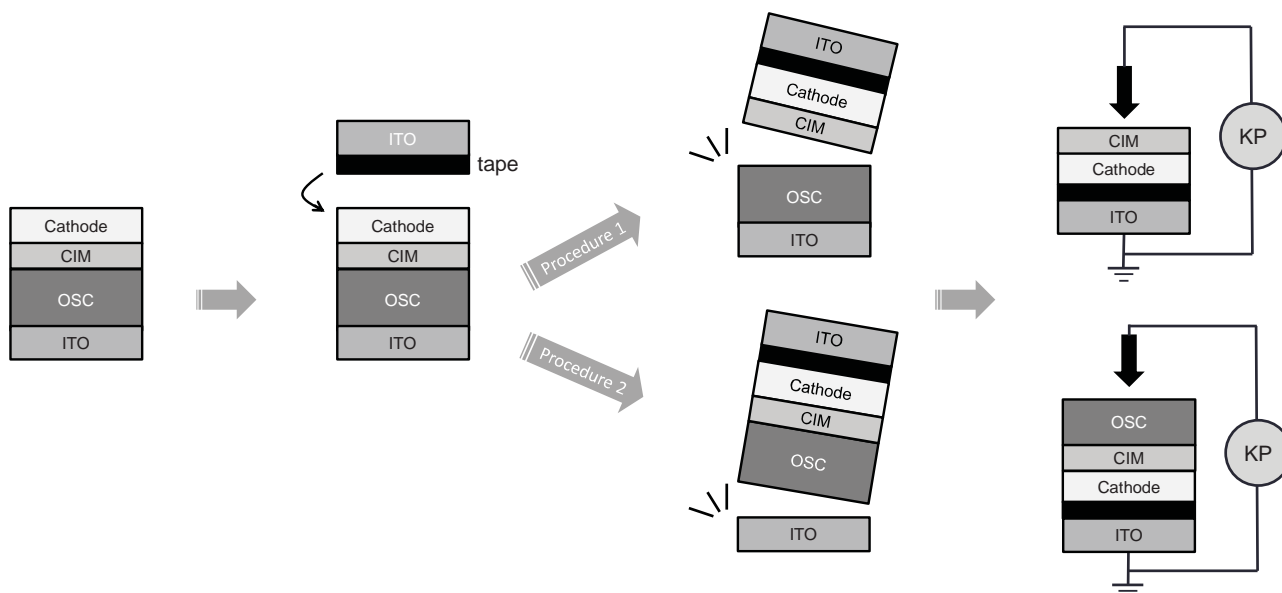 Cathode
CIM
OSC
ITO
ITO
tape
Cathode
CIM
OSC
ITO
Procedure 1
Procedure 2
ITO
Cathode
CIM
OSC
ITO
ITO
Cathode
CIM
OSC
ITO
CIM
Cathode
ITO
KP
OSC
CIM
Cathode
ITO
KP